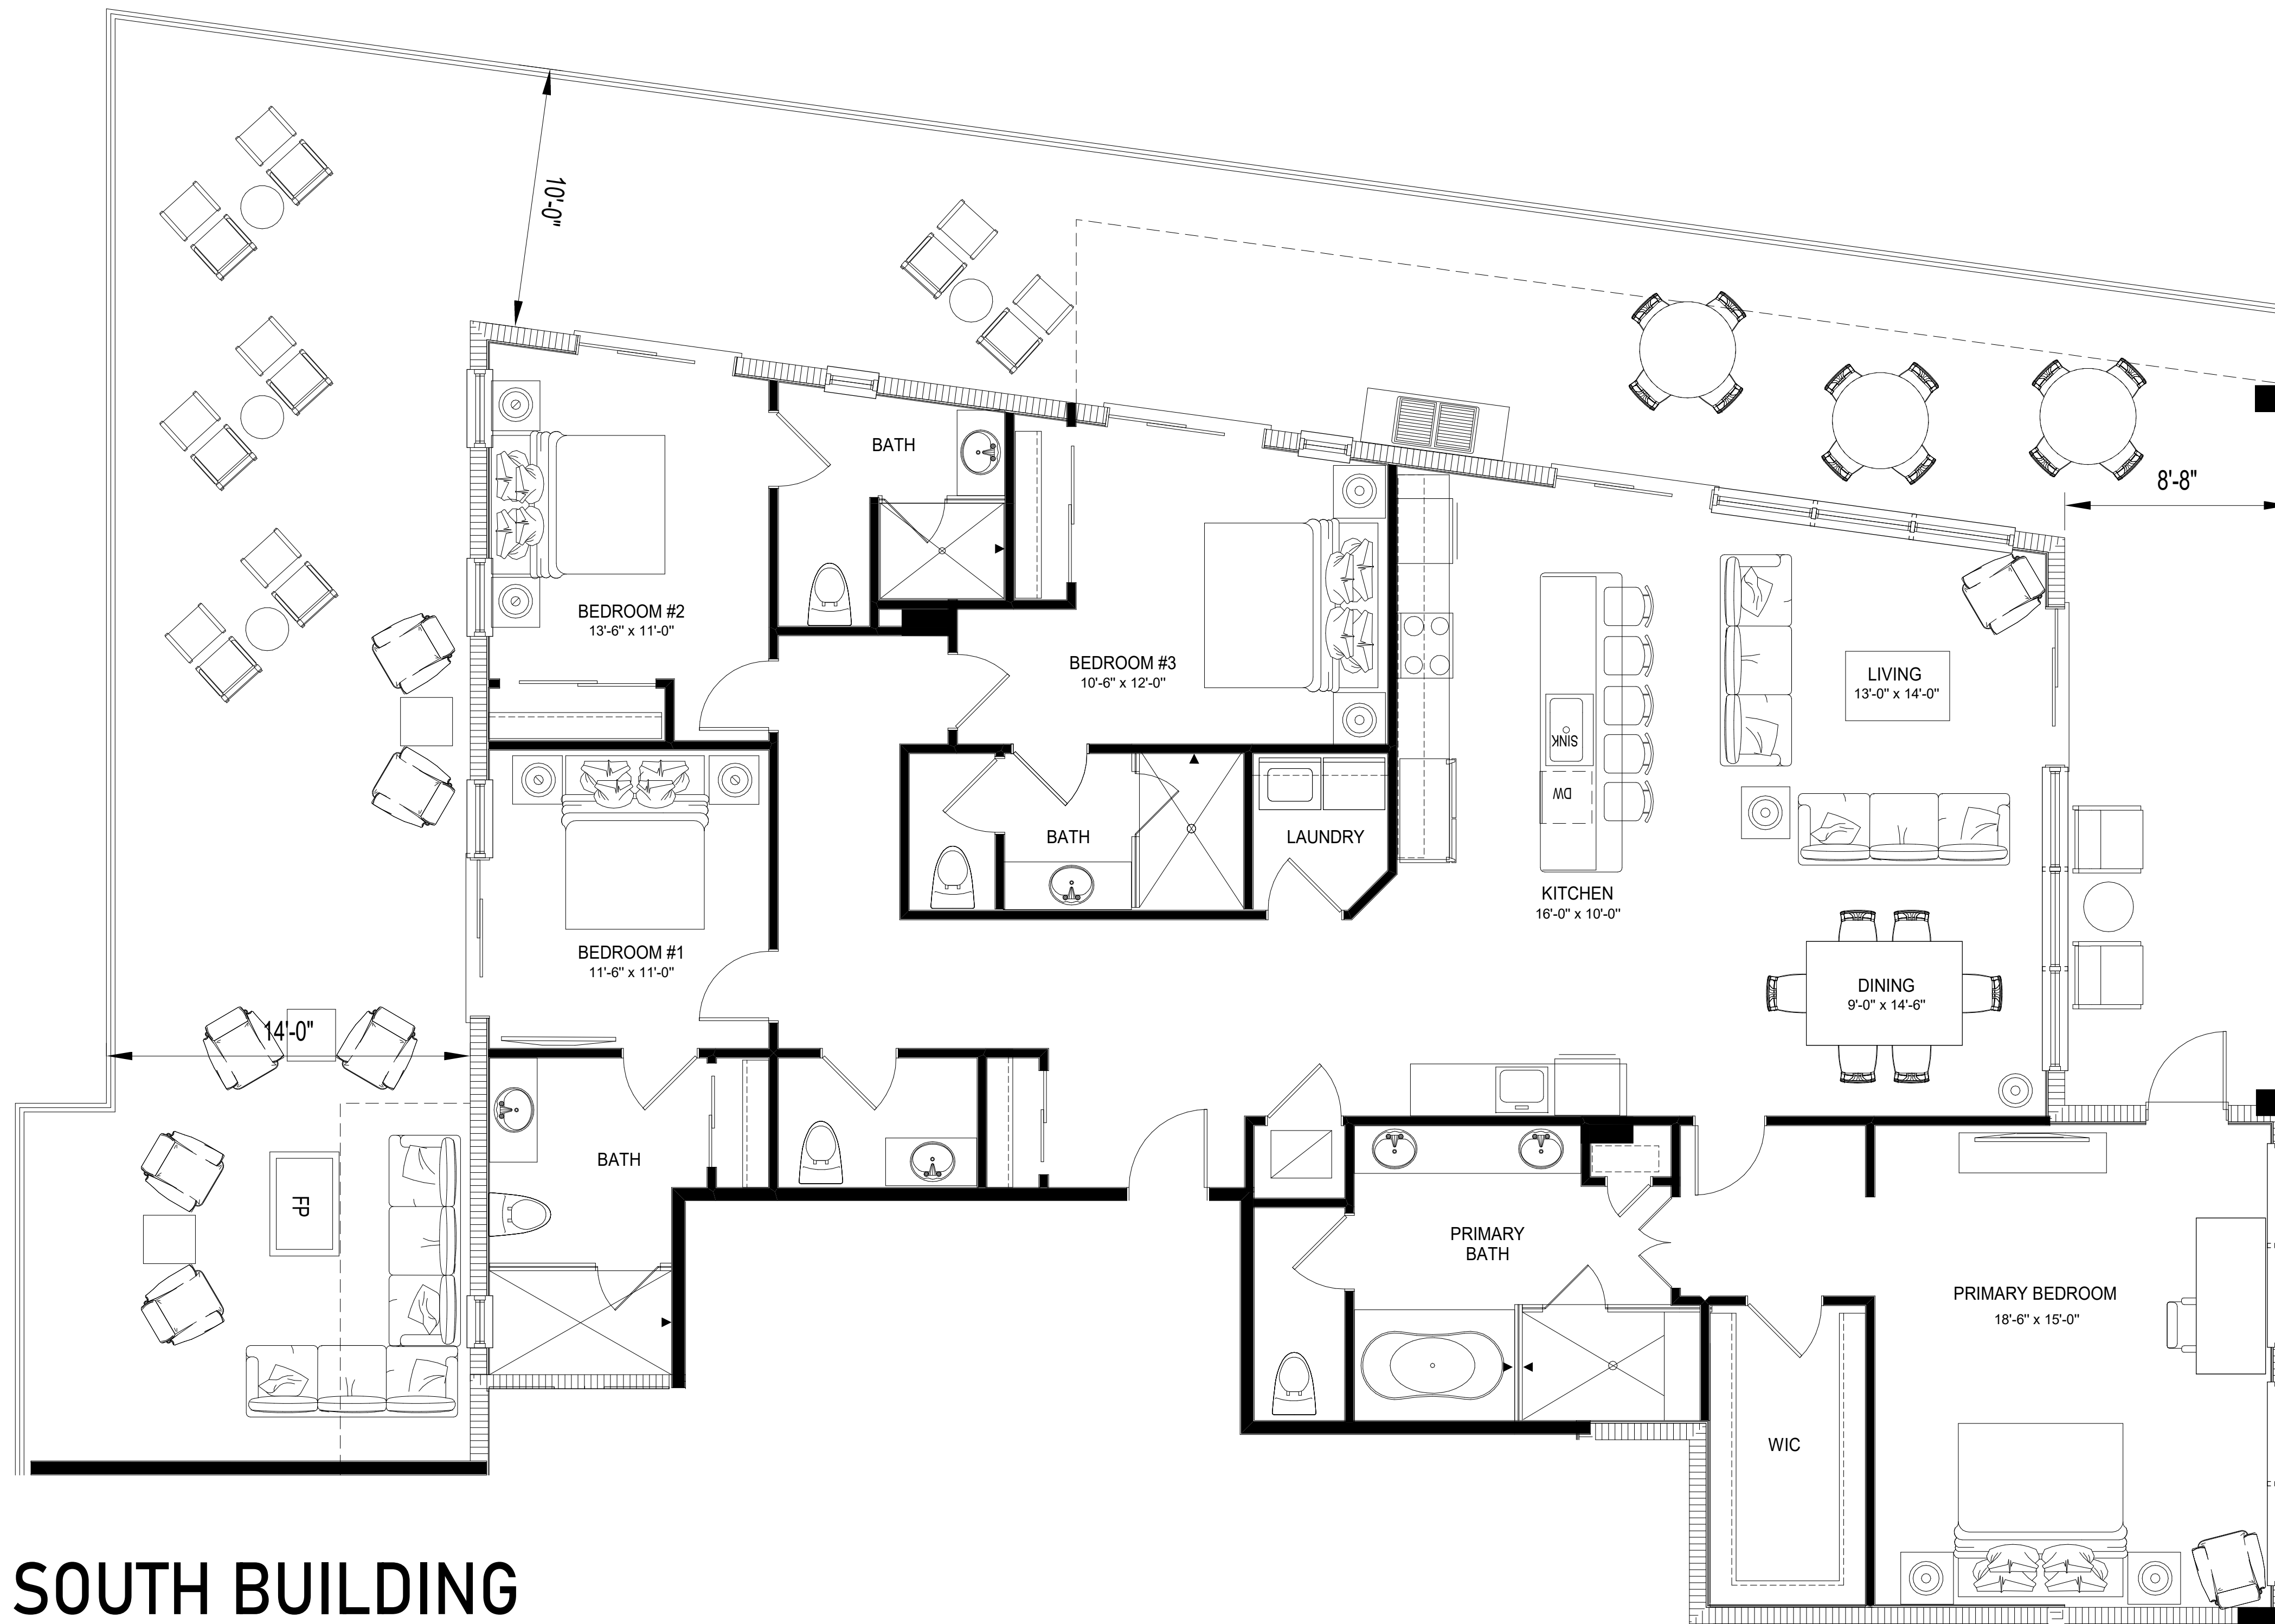 10'-0"
8'-8"
BATH
BEDROOM #2
13'-6" x 11'-0"
BEDROOM #3
10'-6" x 12'-0"
LIVING
13'-0" x 14'-0"
SINK
DW
BATH
LAUNDRY
KITCHEN
16'-0" x 10'-0"
BEDROOM #1
11'-6" x 11'-0"
DINING
9'-0" x 14'-6"
14'-0"
BATH
FP
PRIMARY
BATH
PRIMARY BEDROOM
18'-6" x 15'-0"
WIC
SOUTH BUILDING